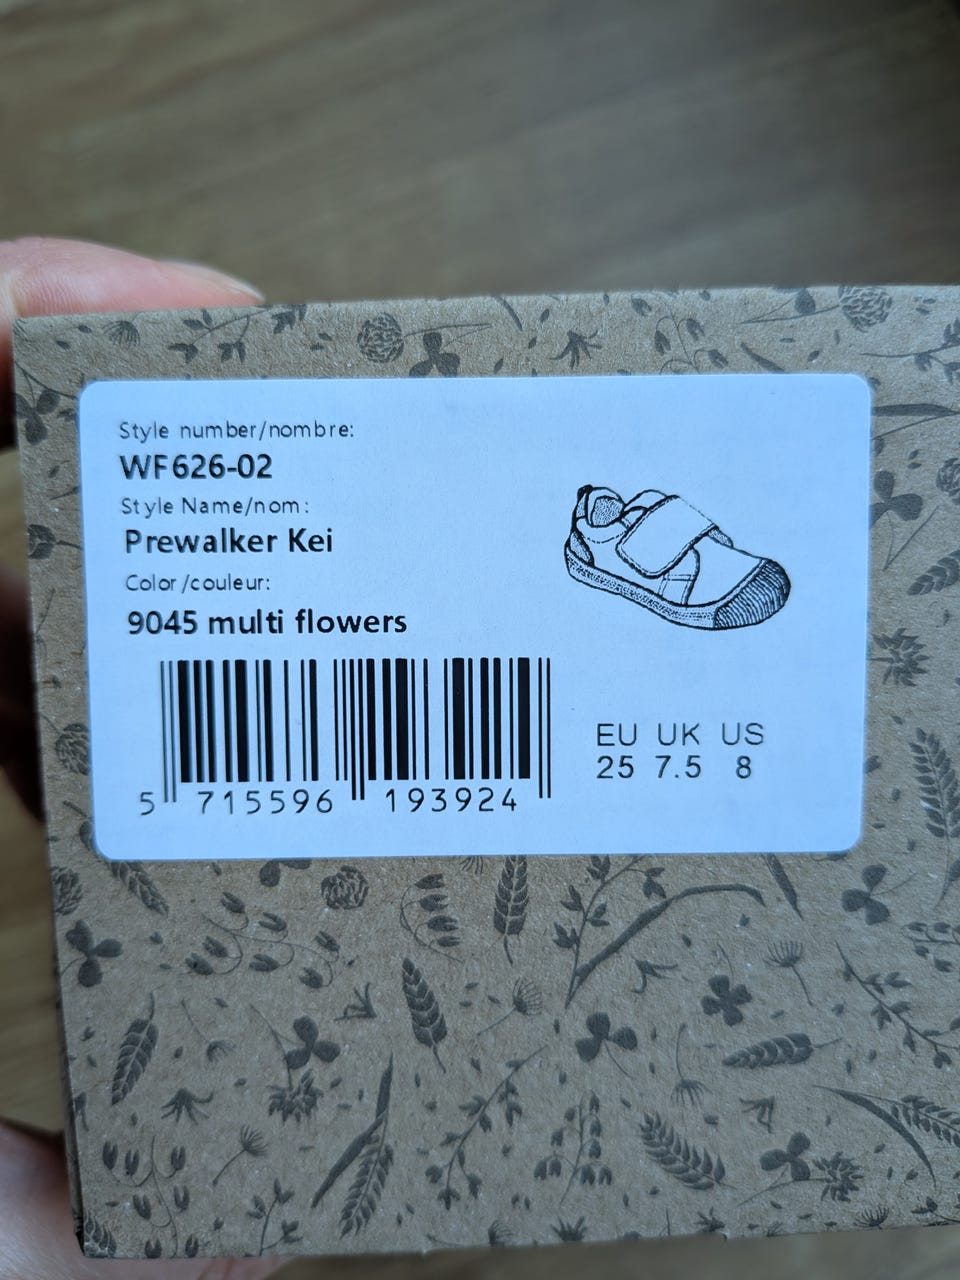 Style number/nombre:
WF626-02
Style Name/nom:
Prewalker Kei
Color/couleur:
9045 multi flowers
5 715596 193924
EU UK US
25 7.5 8